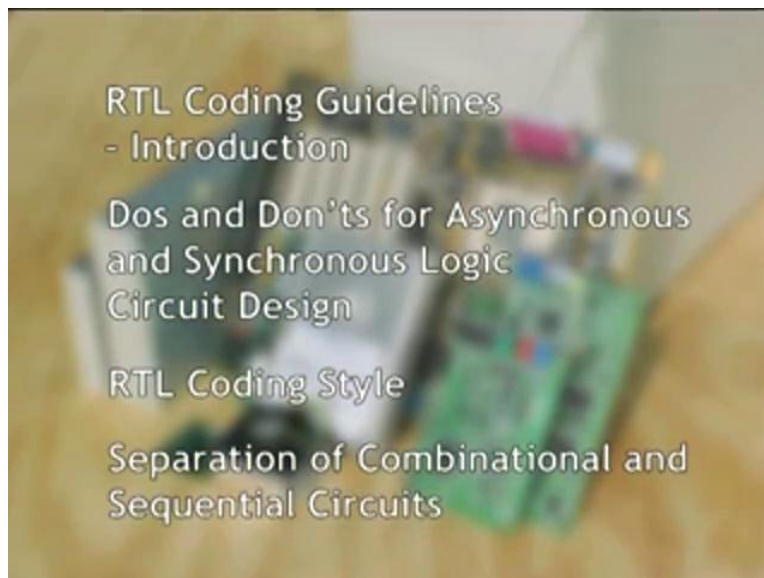 RTL Coding Guidelines
- Introduction
Dos and Don'ts for Asynchronous
and Synchronous Logic
Circuit Design
RTL Coding Style
Separation of Combinational and
Sequential Circuits